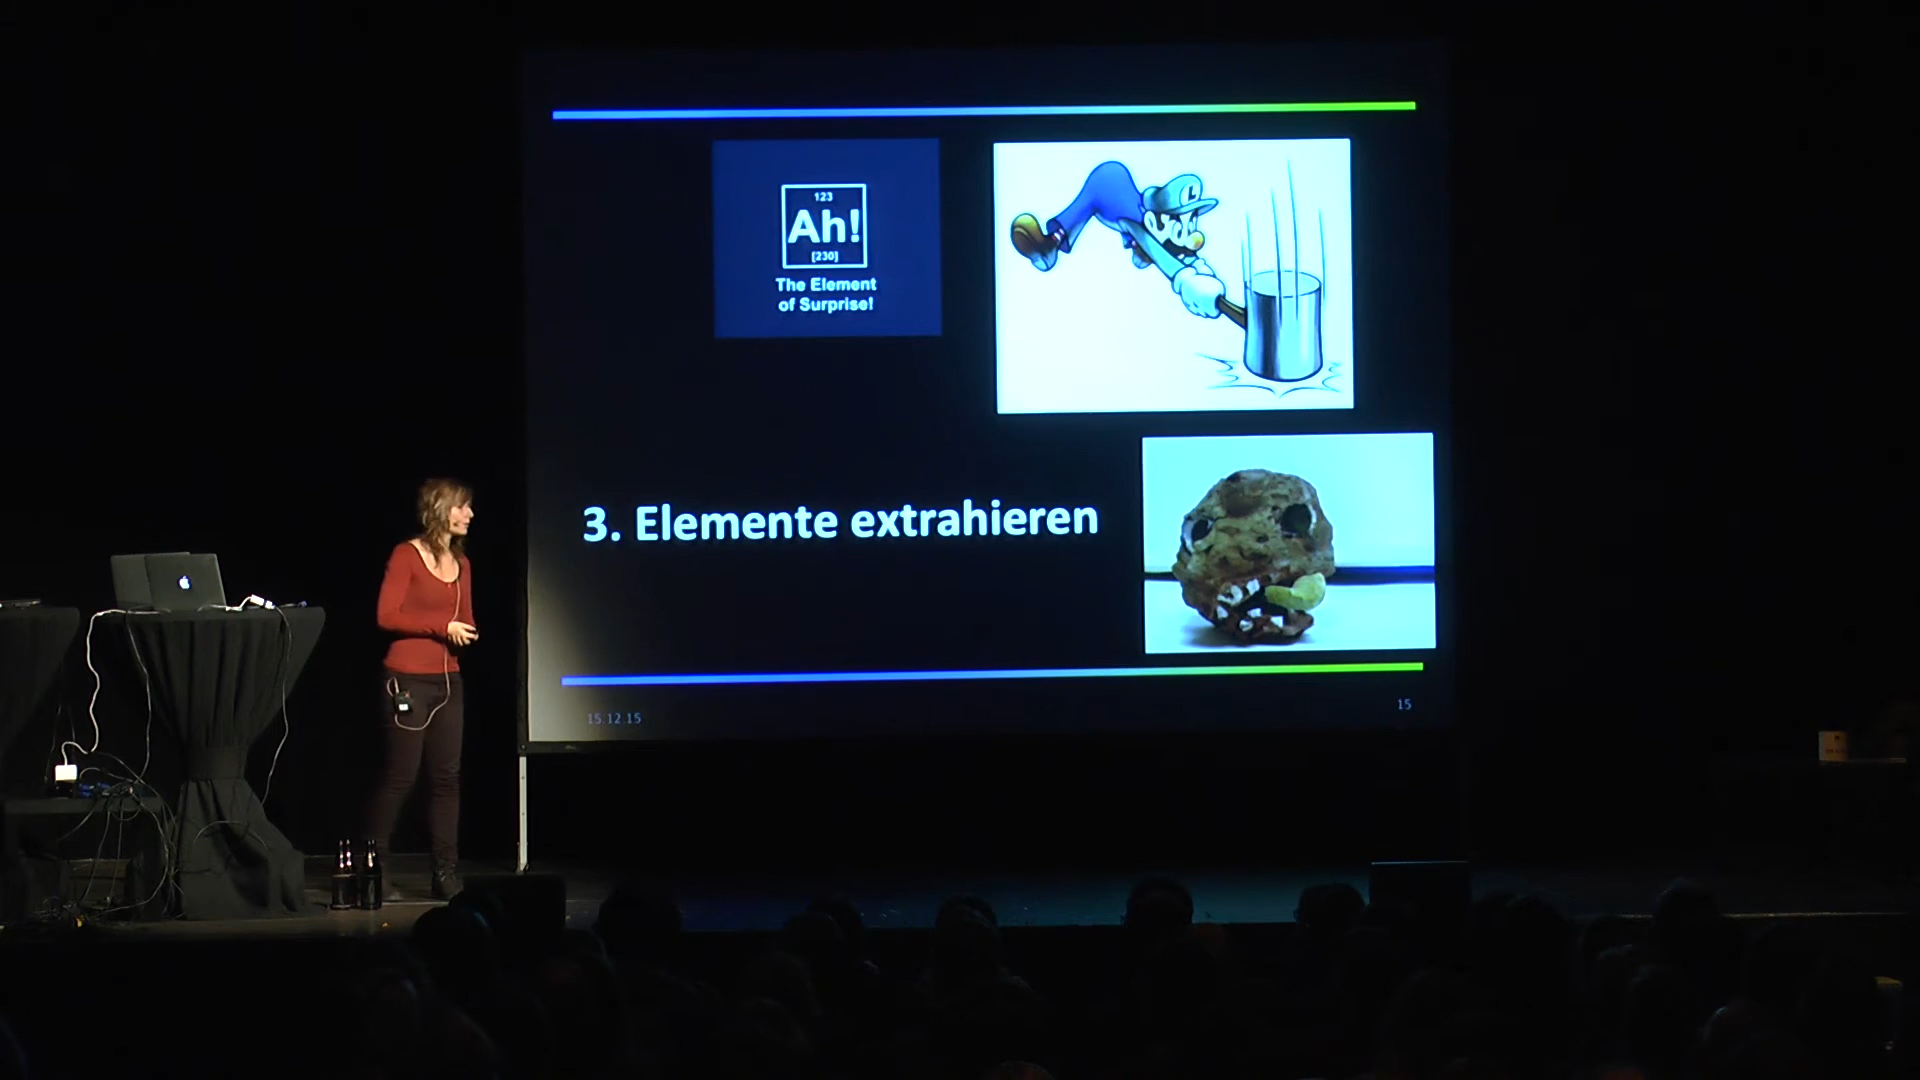 123
Ah!
[230]
The Element
of Surprise!
L
3. Elemente extrahieren
15.12.15
15